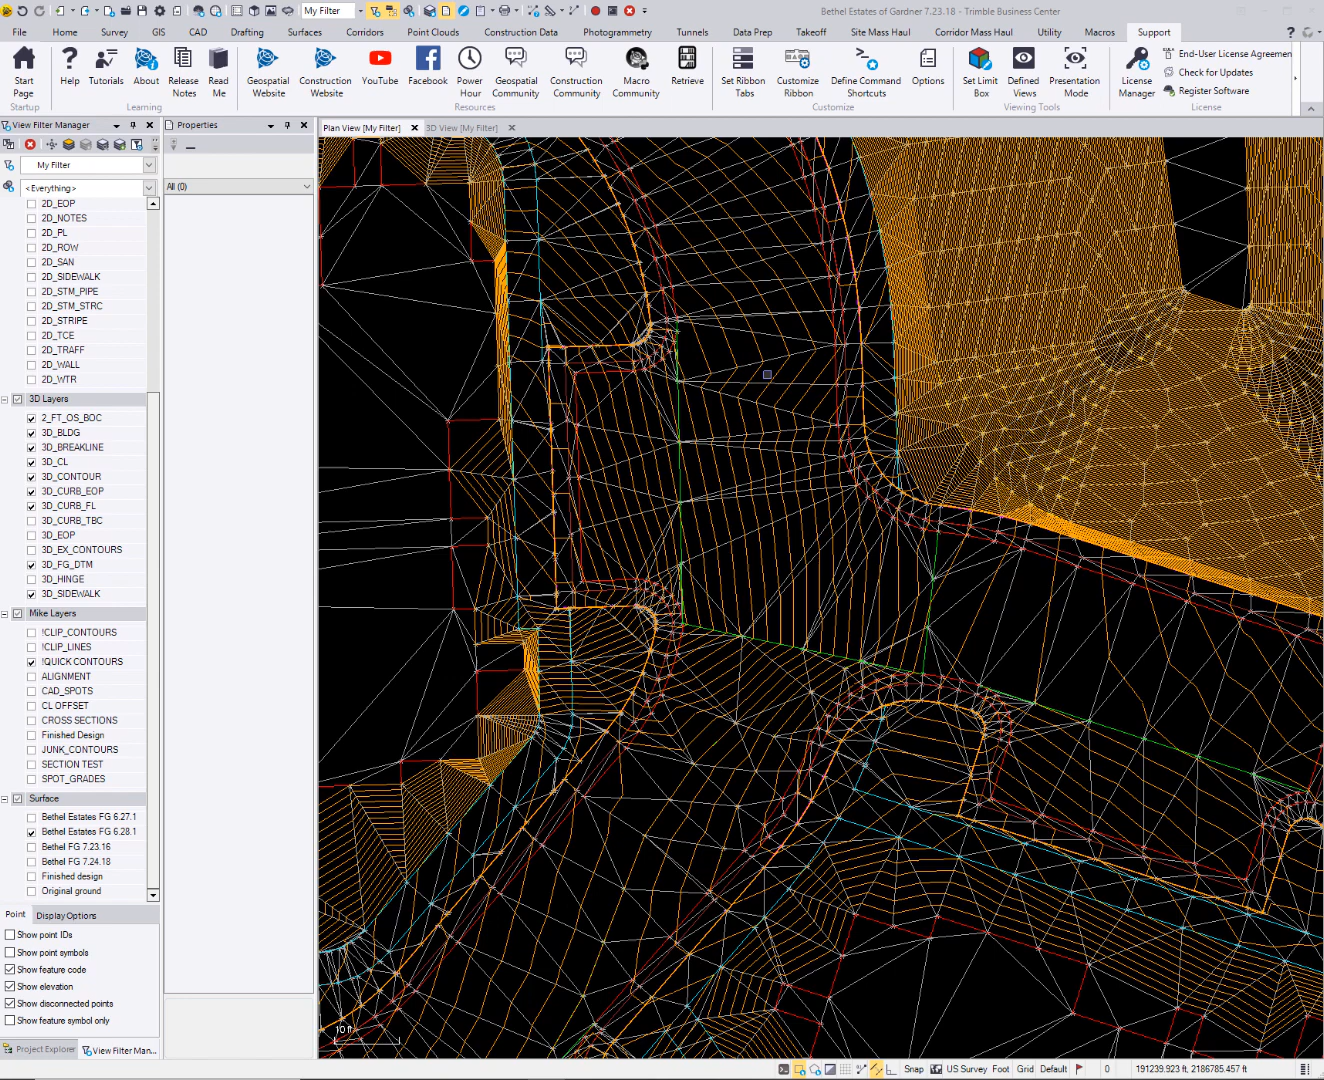 My Filter
Bethel Estates of Gardner 7.23.18 - Trimble Business Center
File Home Survey GIS CAD Drafting Surfaces Corridors Point Clouds Construction Data Photogrammetry Tunnels Data Prep Takeoff Site Mass Haul Corridor Mass Haul Utility Macros Support
Start Page
Help
Tutorials
About
Release Notes
Read Me
Geospatial Website
Construction Website
YouTube
Facebook
Power Hour
Geospatial Community
Construction Community
Macro Community
Retrieve
Set Ribbon Tabs
Customize Ribbon
Define Command Shortcuts
Options
Set Limit Box
Defined Views
Presentation Mode
License Manager
End-User License Agreemen
Check for Updates
Register Software
Startup Learning Resources Customize Viewing Tools License
View Filter Manager
Properties
Plan View [My Filter]
3D View [My Filter]
My Filter
<Everything>
All (0)
2D_EOP
2D_NOTES
2D_PL
2D_ROW
2D_SAN
2D_SIDEWALK
2D_STM_PIPE
2D_STM_STRC
2D_STRIPE
2D_TCE
2D_TRAFF
2D_WALL
2D_WTR
3D Layers
2_FT_OS_BOC
3D_BLDG
3D_BREAKLINE
3D_CL
3D_CONTOUR
3D_CURB_EOP
3D_CURB_FL
3D_CURB_TBC
3D_EOP
3D_EX_CONTOURS
3D_FG_DTM
3D_HINGE
3D_SIDEWALK
Mike Layers
!CLIP_CONTOURS
!CLIP_LINES
!QUICK CONTOURS
ALIGNMENT
CAD_SPOTS
CL OFFSET
CROSS SECTIONS
Finished Design
JUNK_CONTOURS
SECTION TEST
SPOT_GRADES
Surface
Bethel Estates FG 6.27.1
Bethel Estates FG 6.28.1
Bethel FG 7.23.16
Bethel FG 7.24.18
Finished design
Original ground
Point
Display Options
Show point IDs
Show point symbols
Show feature code
Show elevation
Show disconnected points
Show feature symbol only
Project Explorer
View Filter Man...
10 ft
Snap
US Survey Foot
Grid
Default
0
191239.923 ft, 2186785.457 ft